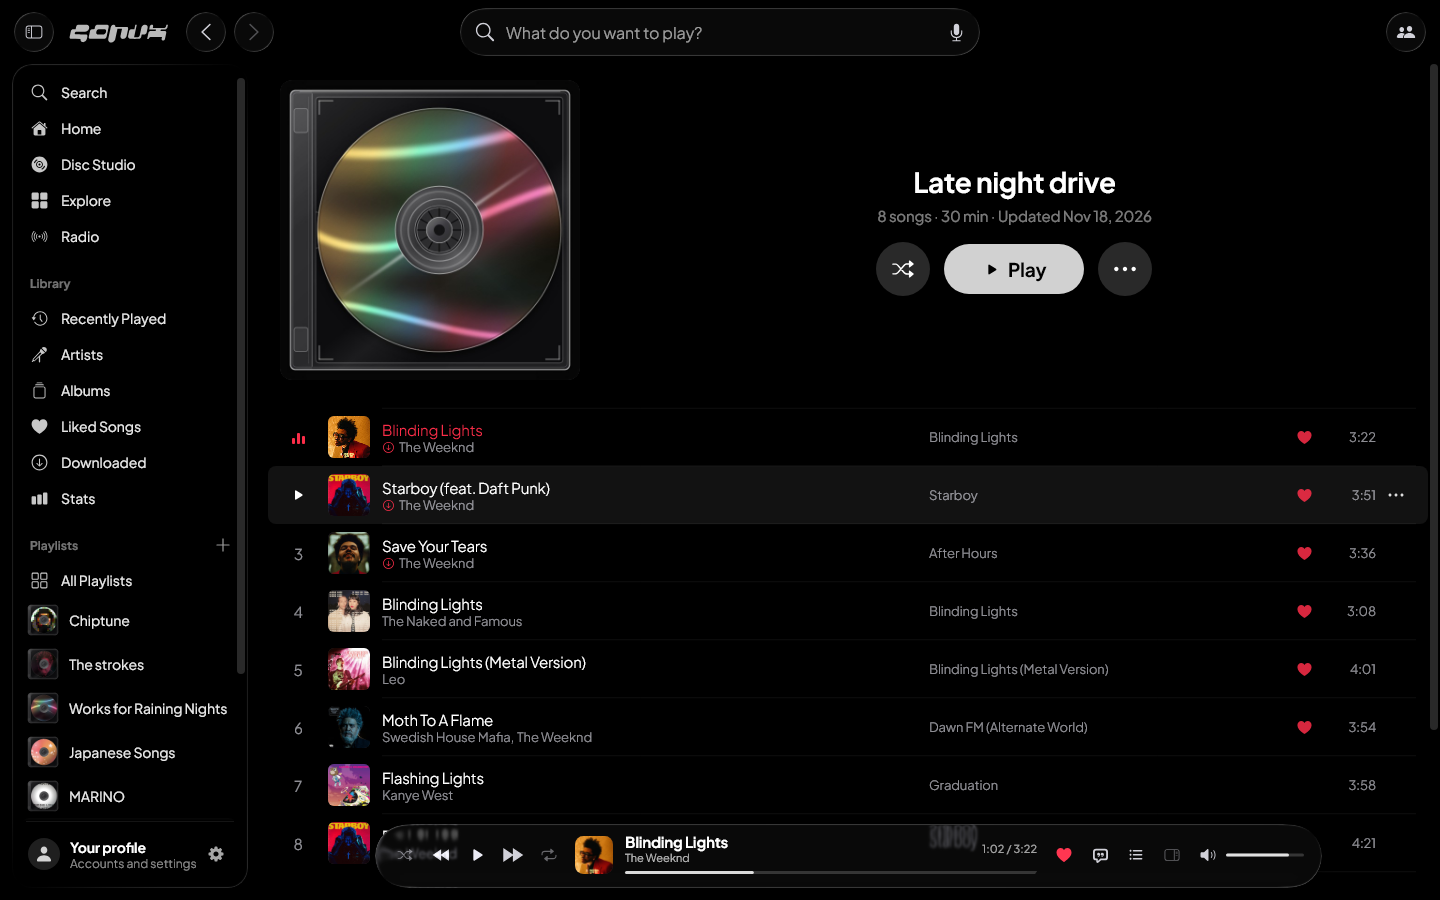 What do you want to play?
Search
Home
Disc Studio
Explore
Radio
Library
Recently Played
Artists
Albums
Liked Songs
Downloaded
Stats
Playlists
All Playlists
Chiptune
The strokes
Works for Raining Nights
Japanese Songs
MARINO
Your profile
Accounts and settings
Late night drive
8 songs · 30 min · Updated Nov 18, 2026
Play
Blinding Lights
The Weeknd
Blinding Lights
3:22
STARBOY
Starboy (feat. Daft Punk)
The Weeknd
Starboy
3:51
3
Save Your Tears
The Weeknd
After Hours
3:36
4
Blinding Lights
The Naked and Famous
Blinding Lights
3:08
5
Blinding Lights (Metal Version)
Leo
Blinding Lights (Metal Version)
4:01
6
Moth To A Flame
Swedish House Mafia, The Weeknd
Dawn FM (Alternate World)
3:54
7
Flashing Lights
Kanye West
Graduation
3:58
8
STARBOY
4:21
Blinding Lights
The Weeknd
1:02 / 3:22